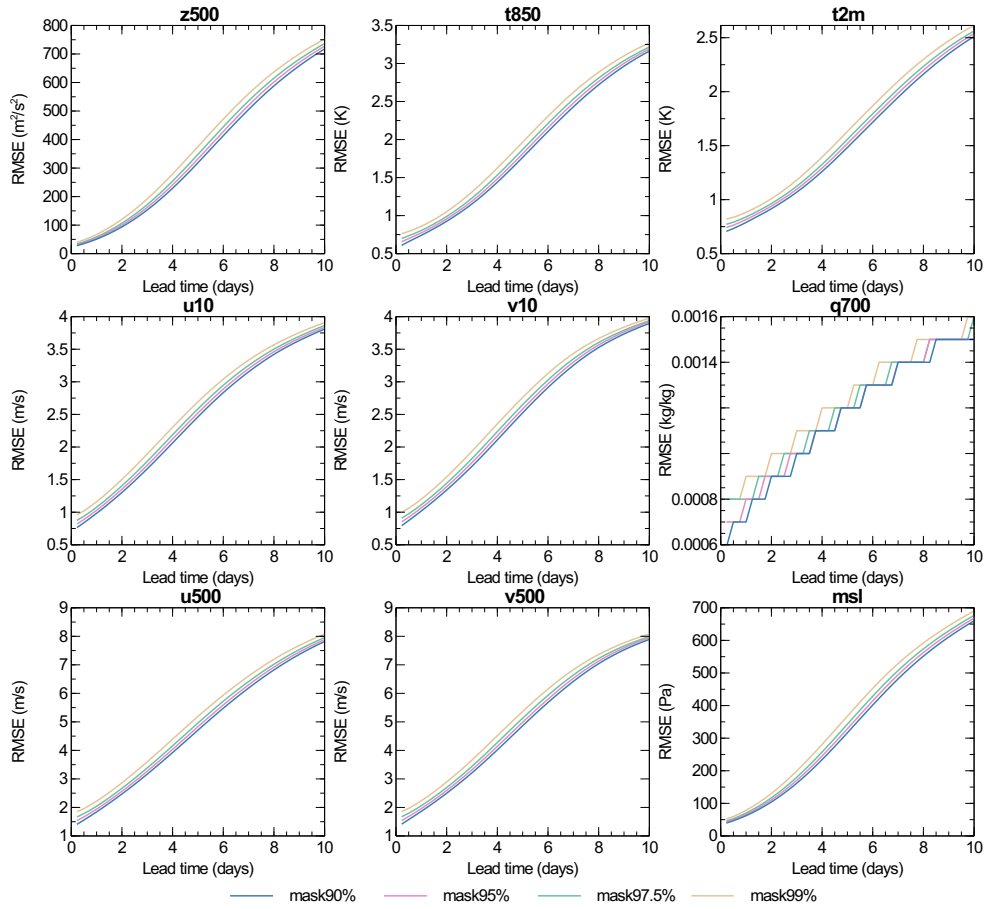 z500
t850
t2m
800
700
600
500
400
300
200
100
0
RMSE (m²/s²)
0 2 4 6 8 10
Lead time (days)
3.5
3
2.5
2
1.5
1
0.5
RMSE (K)
0 2 4 6 8 10
Lead time (days)
2.5
2
1.5
1
0.5
RMSE (K)
0 2 4 6 8 10
Lead time (days)
u10
v10
q700
4
3.5
3
2.5
2
1.5
1
0.5
RMSE (m/s)
0 2 4 6 8 10
Lead time (days)
4
3.5
3
2.5
2
1.5
1
0.5
RMSE (m/s)
0 2 4 6 8 10
Lead time (days)
0.0016
0.0014
0.0008
0.0006
RMSE (kg/kg)
0 2 4 6 8 10
Lead time (days)
u500
v500
msl
9
8
7
6
5
4
3
2
1
RMSE (m/s)
0 2 4 6 8 10
Lead time (days)
9
8
7
6
5
4
3
2
1
RMSE (m/s)
0 2 4 6 8 10
Lead time (days)
700
600
500
400
300
200
100
0
RMSE (Pa)
0 2 4 6 8 10
Lead time (days)
mask90% mask95% mask97.5% mask99%